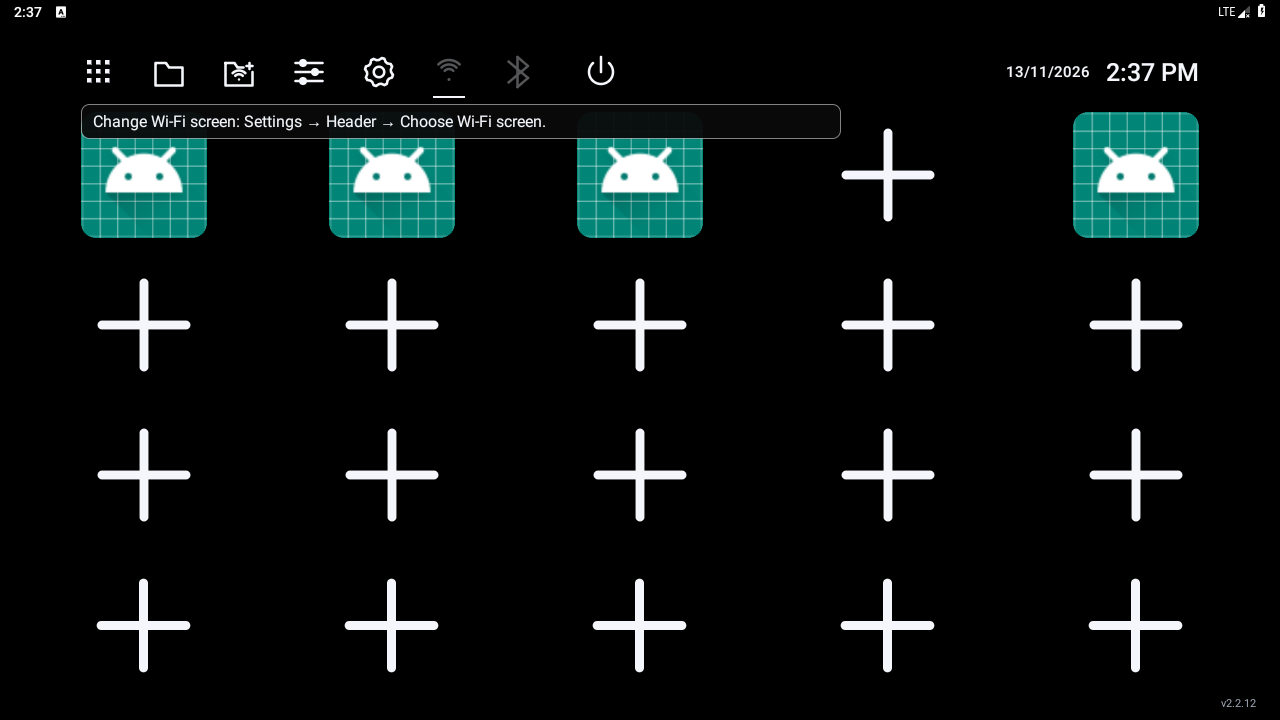 2:37
A
LTE
13/11/2026
2:37 PM
Change Wi-Fi screen: Settings → Header → Choose Wi-Fi screen.
v2.2.12